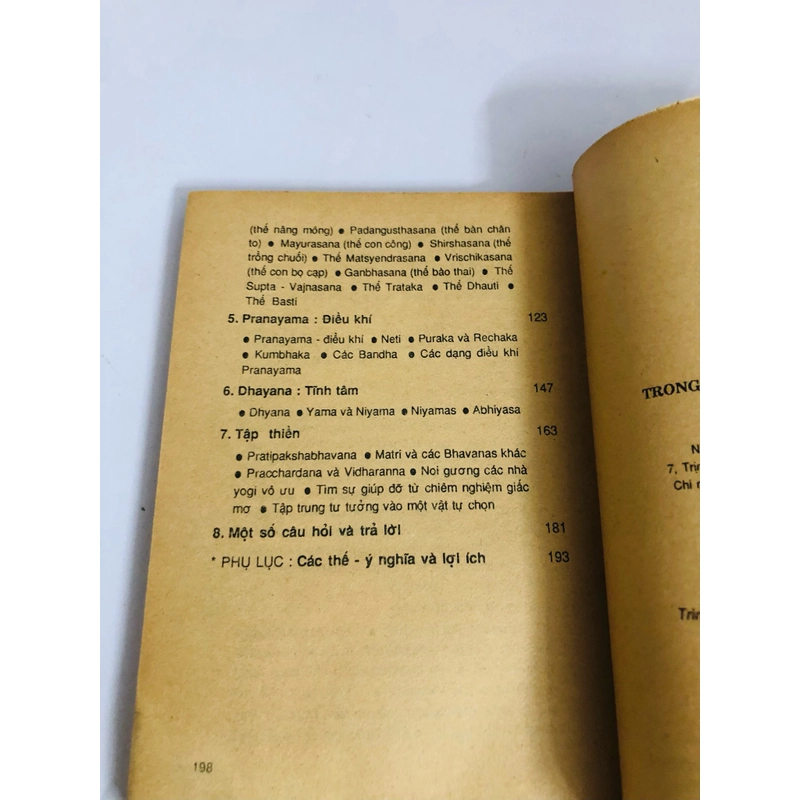 (thế nâng mông) ● Padangusthasana (thế bàn chân
to) ● Mayurasana (thế con công) ● Shirshasana (thế
trồng chuối) ● Thế Matsyendrasana ● Vrischikasana
(thế con bọ cạp) ● Ganbhasana (thế bào thai) ● Thế
Supta - Vajnasana ● Thế Trataka ● Thế Dhauti ●
Thế Basti
5. Pranayama : Điều khí 123
● Pranayama - điều khí ● Neti ● Puraka và Rechaka
● Kumbhaka ● Các Bandha ● Các dạng điều khí
Pranayama
6. Dhayana : Tĩnh tâm 147
● Dhyana ● Yama và Niyama ● Niyamas ● Abhiyasa
7. Tập thiền 163
● Pratipakshabhavana ● Matri và các Bhavanas khác
● Pracchardana và Vidharanna ● Noi gương các nhà
yogi vô ưu ● Tìm sự giúp đỡ từ chiêm nghiệm giấc
mơ ● Tập trung tư tưởng vào một vật tự chọn
8. Một số câu hỏi và trả lời 181
* PHỤ LỤC : Các thế - ý nghĩa và lợi ích 193
198
TRONG
N
7, Trịn
Chi n
Trìn